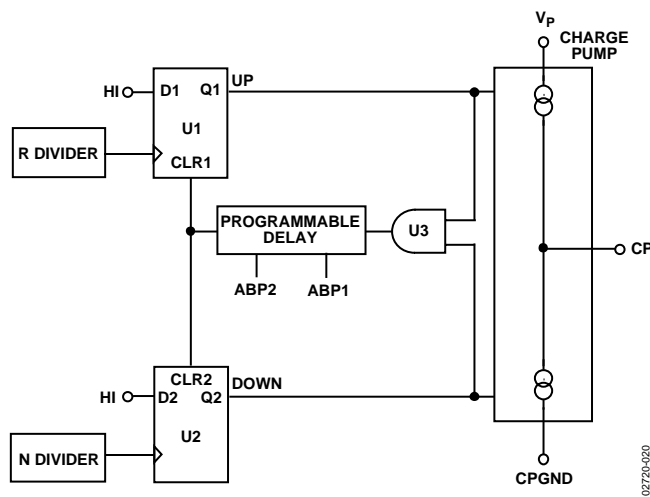 VP
CHARGE
PUMP
UP
HI
D1
Q1
U1
R DIVIDER
CLR1
PROGRAMMABLE
DELAY
U3
CP
ABP2
ABP1
CLR2
DOWN
HI
D2
Q2
U2
N DIVIDER
CPGND
02720-020